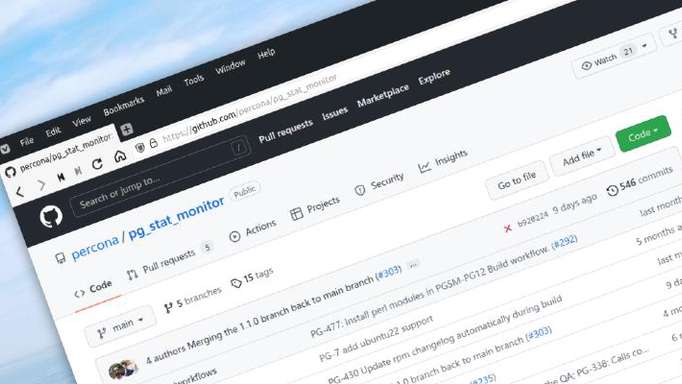 File Edit View Bookmarks Mail Tools Window Help
percona/pg_stat_monitor:
https://github.com/percona/pg_stat_monitor
Search or jump to... / Pull requests Issues Marketplace Explore
Watch 21
percona / pg_stat_monitor Public
Code Pull requests 5 Actions Projects Security Insights
main 5 branches 15 tags Go to file Add file Code
4 authors Merging the 1.1.0 branch back to main branch (#303) ... 6920224 9 days ago 546 commits
workflows PG-477: Install perl modules in PGSM-PG12 Build workflow. (#292) last month
PG-7 add ubuntu22 support 5 months a
PG-430 Update rpm changelog automatically during build last mon
1.0 branch back to main branch (#303) 9 da
(#235) 4 mo
the QA: PG-338: Calls co... 6
last